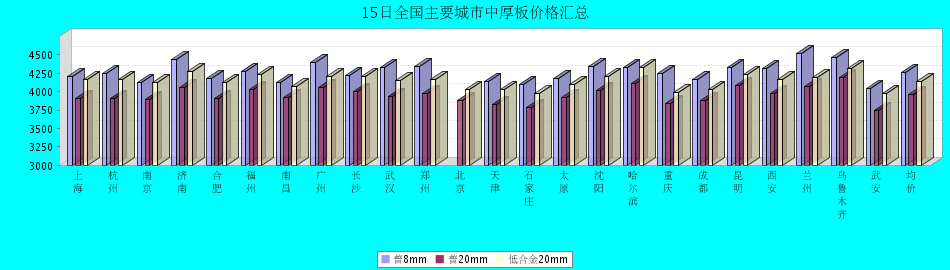 15日全国主要城市中厚板价格汇总
4500
4250
4000
3750
3500
3250
3000
上海 杭州 南京 济南 合肥 福州 南昌 广州 长沙 武汉 郑州 北京 天津 石家庄 太原 沈阳 哈尔滨 重庆 成都 昆明 西安 兰州 乌鲁木齐 武安 均价
普8mm 普20mm 低合金20mm